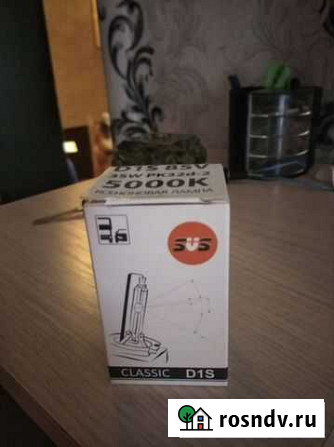 D1S 85V
35W PK32d-2
5000K
КСЕНОНОВАЯ ЛАМПА
SVS
CLASSIC D1S
rosndv.ru